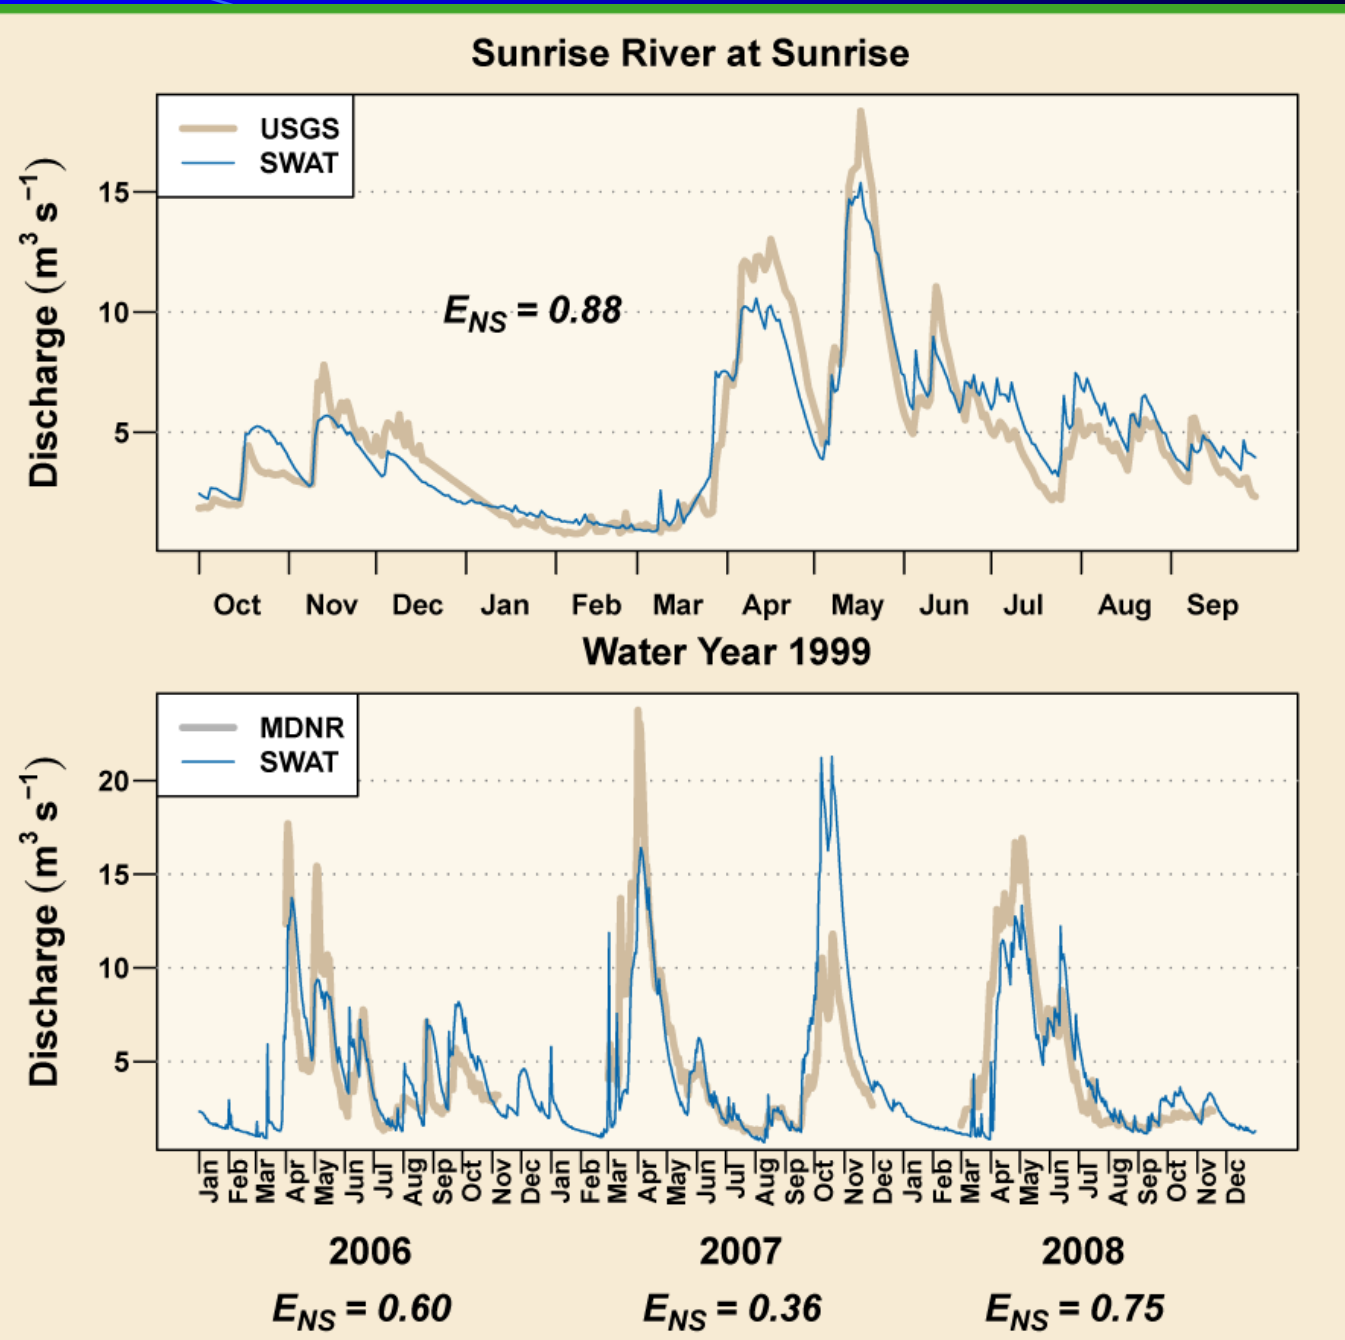 Sunrise River at Sunrise
USGS
SWAT
Discharge (m³ s⁻¹)
15
10
5
E_NS = 0.88
Oct Nov Dec Jan Feb Mar Apr May Jun Jul Aug Sep
Water Year 1999
MDNR
SWAT
Discharge (m³ s⁻¹)
20
15
10
5
Jan Feb Mar Apr May Jun Jul Aug Sep Oct Nov Dec Jan Feb Mar Apr May Jun Jul Aug Sep Oct Nov Dec Jan Feb Mar Apr May Jun Jul Aug Sep Oct Nov Dec
2006 2007 2008
E_NS = 0.60 E_NS = 0.36 E_NS = 0.75